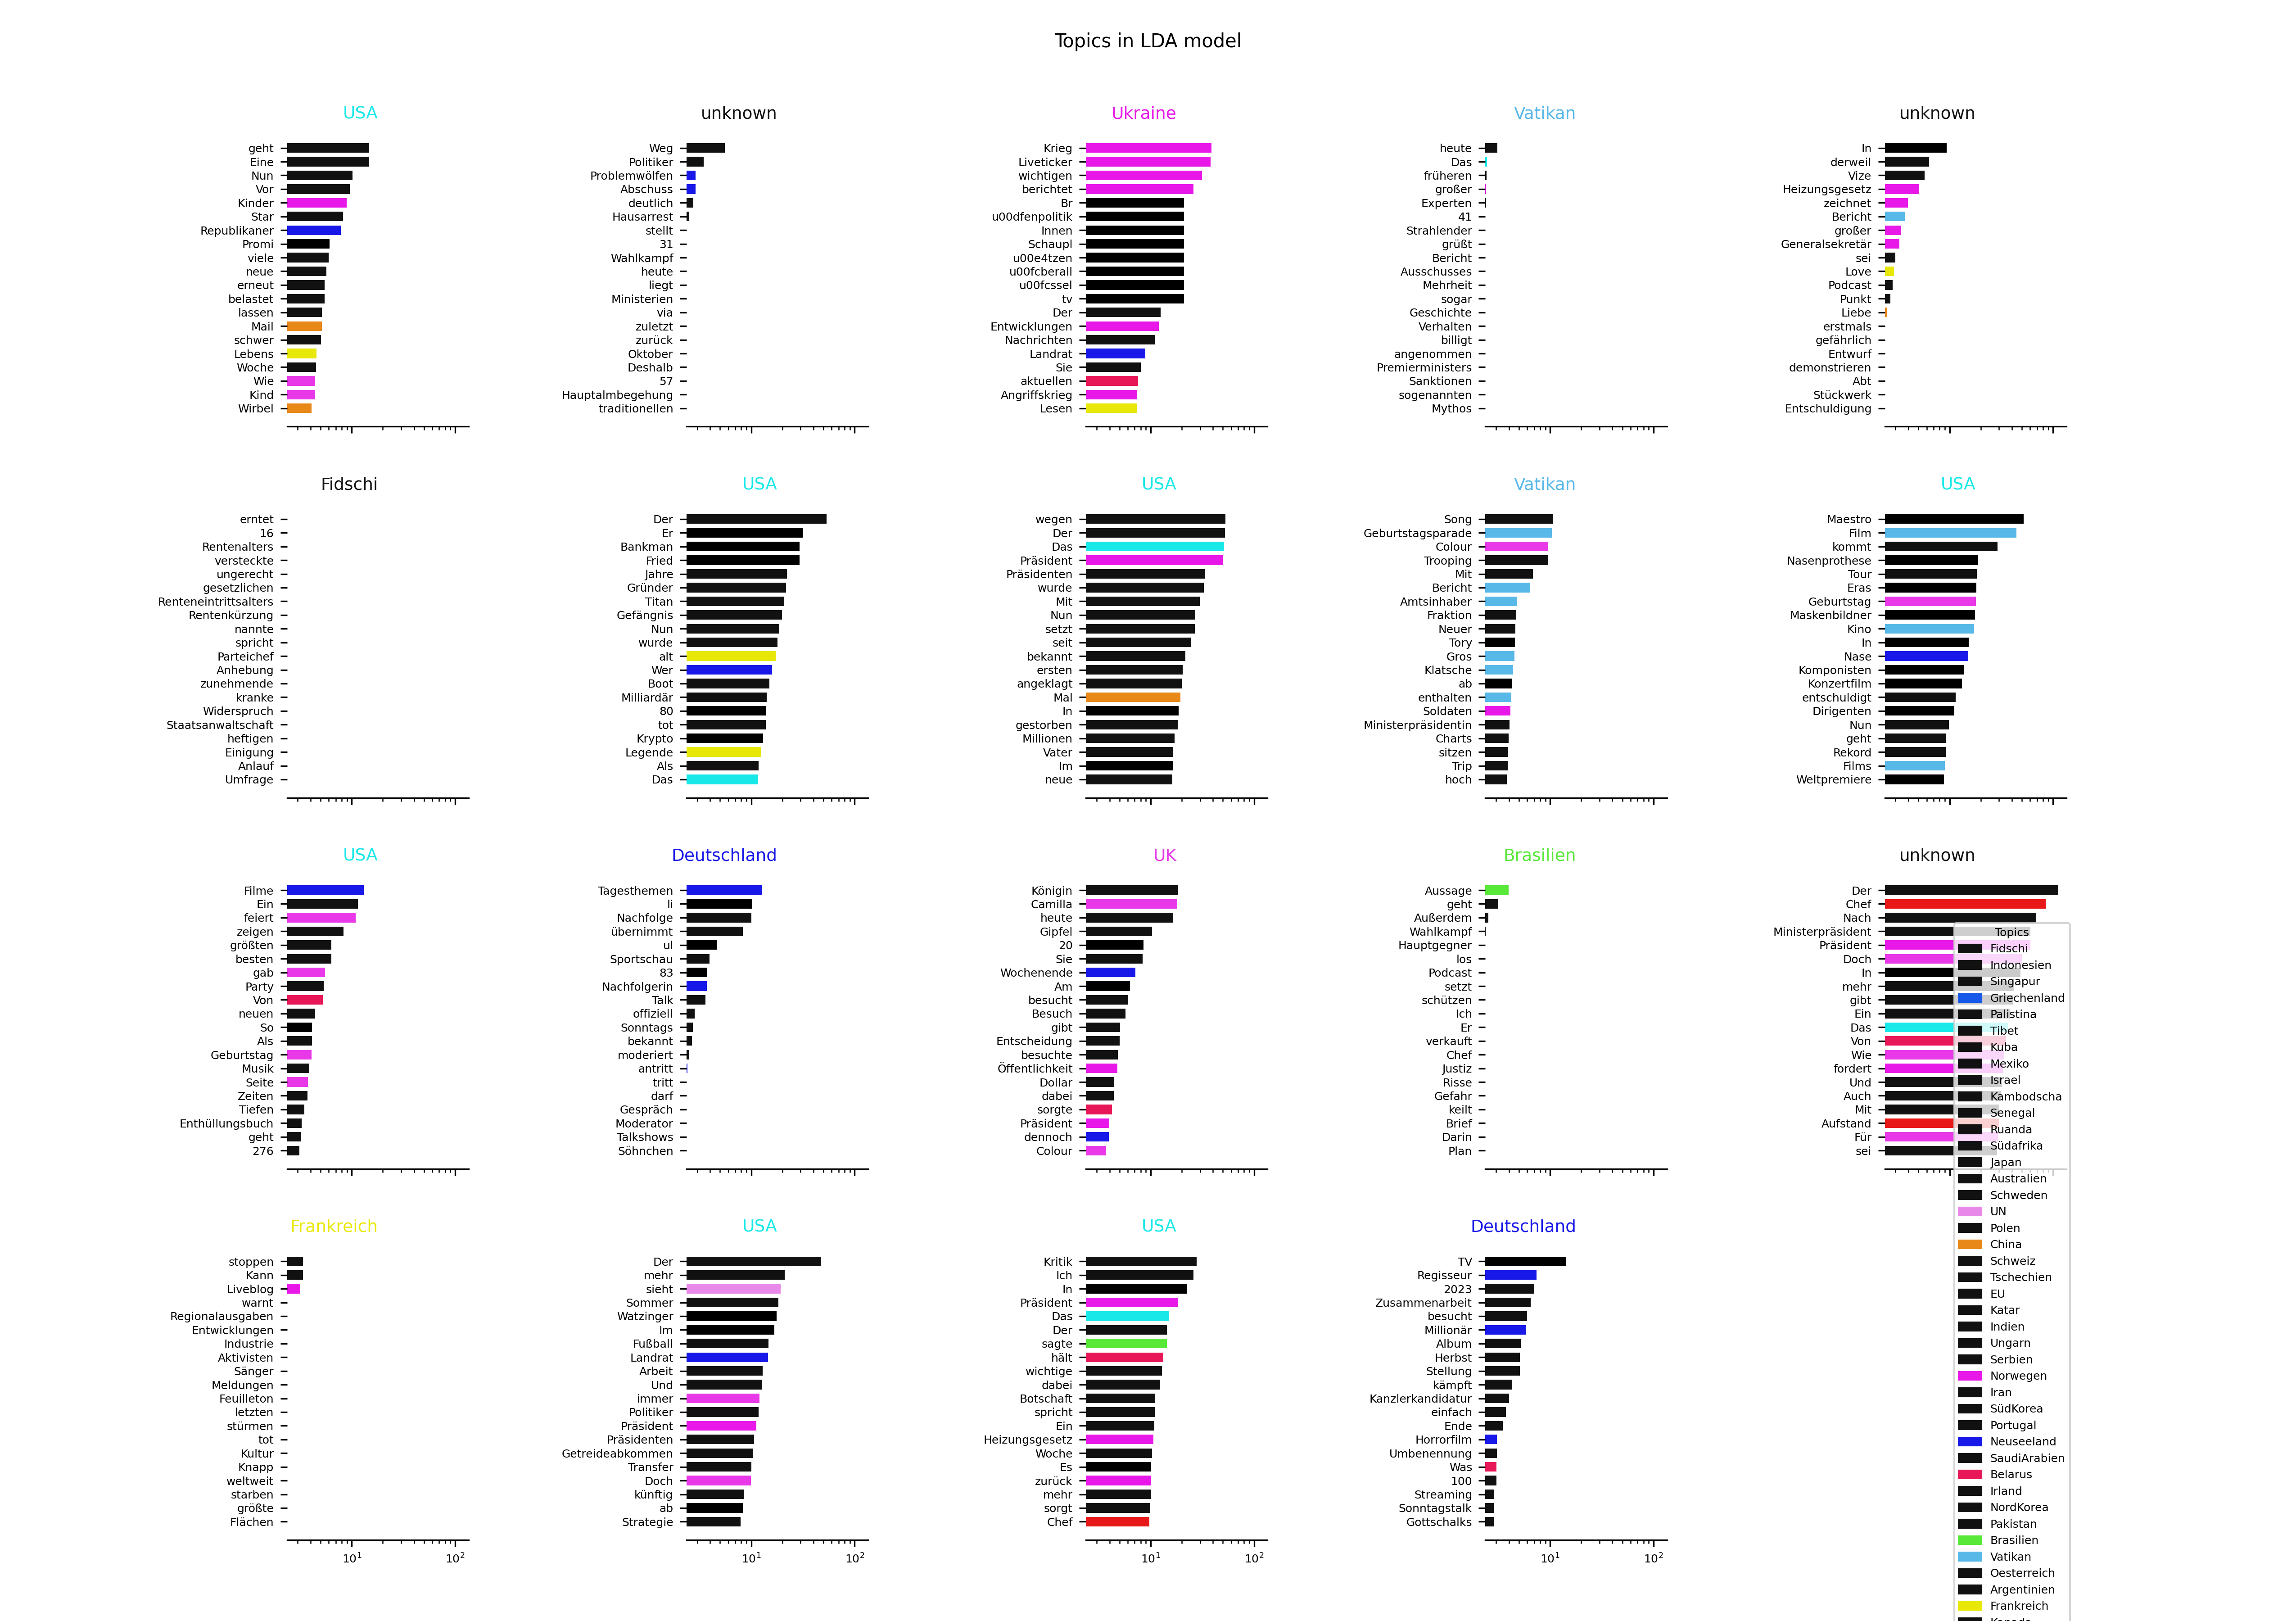 Topics in LDA model
USA
geht
Eine
Nun
Vor
Kinder
Star
Republikaner
Promi
viele
neue
erneut
belastet
lassen
Mail
schwer
Lebens
Woche
Wie
Kind
Wirbel
unknown
Weg
Politiker
Problemwölfen
Abschuss
deutlich
Hausarrest
stellt
31
Wahlkampf
heute
liegt
Ministerien
via
zuletzt
zurück
Oktober
Deshalb
57
Hauptalmbegehung
traditionellen
Ukraine
Krieg
Liveticker
wichtigen
berichtet
Br
u00dfenpolitik
Innen
Schaupl
u00e4tzen
u00fcberall
u00fcssel
tv
Der
Entwicklungen
Nachrichten
Landrat
Sie
aktuellen
Angriffskrieg
Lesen
Vatikan
heute
Das
früheren
großer
Experten
41
Strahlender
grüßt
Bericht
Ausschusses
Mehrheit
sogar
Geschichte
Verhalten
billigt
angenommen
Premierministers
Sanktionen
sogenannten
Mythos
unknown
In
derweil
Vize
Heizungsgesetz
zeichnet
Bericht
großer
Generalsekretär
sei
Love
Podcast
Punkt
Liebe
erstmals
gefährlich
Entwurf
demonstrieren
Abt
Stückwerk
Entschuldigung
Fidschi
erntet
16
Rentenalters
versteckte
ungerecht
gesetzlichen
Renteneintrittsalters
Rentenkürzung
nannte
spricht
Parteichef
Anhebung
zunehmende
kranke
Widerspruch
Staatsanwaltschaft
heftigen
Einigung
Anlauf
Umfrage
USA
Der
Er
Bankman
Fried
Jahre
Gründer
Titan
Gefängnis
Nun
wurde
alt
Wer
Boot
Milliardär
80
tot
Krypto
Legende
Als
Das
USA
wegen
Der
Das
Präsident
Präsidenten
wurde
Mit
Nun
setzt
seit
bekannt
ersten
angeklagt
Mal
In
gestorben
Millionen
Vater
Im
neue
Vatikan
Song
Geburtstagsparade
Colour
Trooping
Mit
Bericht
Amtsinhaber
Fraktion
Neuer
Tory
Gros
Klatsche
ab
enthalten
Soldaten
Ministerpräsidentin
Charts
sitzen
Trip
hoch
USA
Maestro
Film
kommt
Nasenprothese
Tour
Eras
Geburtstag
Maskenbildner
Kino
In
Nase
Komponisten
Konzertfilm
entschuldigt
Dirigenten
Nun
geht
Rekord
Films
Weltpremiere
USA
Filme
Ein
feiert
zeigen
größten
besten
gab
Party
Von
neuen
So
Als
Geburtstag
Musik
Seite
Zeiten
Tiefen
Enthüllungsbuch
geht
276
Deutschland
Tagesthemen
li
Nachfolge
übernimmt
ul
Sportschau
83
Nachfolgerin
Talk
offiziell
Sonntags
bekannt
moderiert
antritt
tritt
darf
Gespräch
Moderator
Talkshows
Söhnchen
UK
Königin
Camilla
heute
Gipfel
20
Sie
Wochenende
Am
besucht
Besuch
gibt
Entscheidung
besuchte
Öffentlichkeit
Dollar
dabei
sorgte
Präsident
dennoch
Colour
Brasilien
Aussage
geht
Außerdem
Wahlkampf
Hauptgegner
los
Podcast
setzt
schützen
Ich
Er
verkauft
Chef
Justiz
Risse
Gefahr
keilt
Brief
Darin
Plan
unknown
Der
Chef
Nach
Ministerpräsident
Präsident
Doch
In
mehr
gibt
Ein
Das
Von
Wie
fordert
Und
Auch
Mit
Aufstand
Für
sei
Frankreich
stoppen
Kann
Liveblog
warnt
Regionalausgaben
Entwicklungen
Industrie
Aktivisten
Sänger
Meldungen
Feuilleton
letzten
stürmen
tot
Kultur
Knapp
weltweit
starben
größte
Flächen
10¹ 10²
USA
Der
mehr
sieht
Sommer
Watzinger
Im
Fußball
Landrat
Arbeit
Und
immer
Politiker
Präsident
Präsidenten
Getreideabkommen
Transfer
Doch
künftig
ab
Strategie
10¹ 10²
USA
Kritik
Ich
In
Präsident
Das
Der
sagte
hält
wichtige
dabei
Botschaft
spricht
Ein
Heizungsgesetz
Woche
Es
zurück
mehr
sorgt
Chef
10¹ 10²
Deutschland
TV
Regisseur
2023
Zusammenarbeit
besucht
Millionär
Album
Herbst
Stellung
kämpft
Kanzlerkandidatur
einfach
Ende
Horrorfilm
Umbenennung
Was
100
Streaming
Sonntagstalk
Gottschalks
10¹ 10²
Topics
Fidschi
Indonesien
Singapur
Griechenland
Palistina
Tibet
Kuba
Mexiko
Israel
Kambodscha
Senegal
Ruanda
Südafrika
Japan
Australien
Schweden
UN
Polen
China
Schweiz
Tschechien
EU
Katar
Indien
Ungarn
Serbien
Norwegen
Iran
SüdKorea
Portugal
Neuseeland
SaudiArabien
Belarus
Irland
NordKorea
Pakistan
Brasilien
Vatikan
Oesterreich
Argentinien
Frankreich